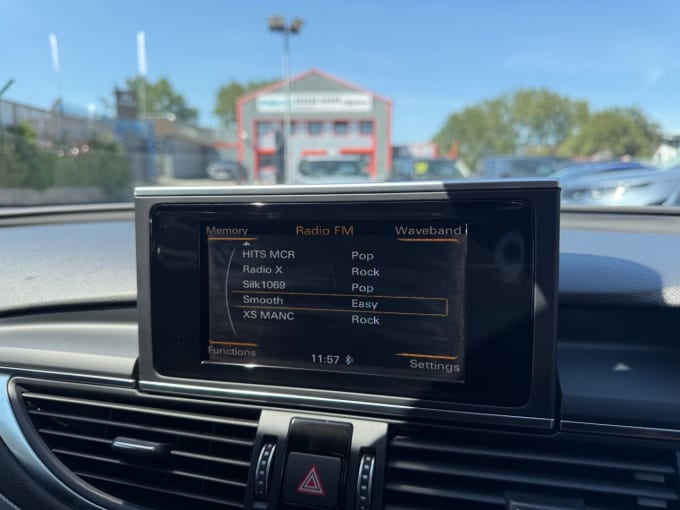 Memory Radio FM Waveband
HITS MCR Pop
Radio X Rock
Silk1069 Pop
Smooth Easy
XS MANC Rock
Functions 11:57 Settings